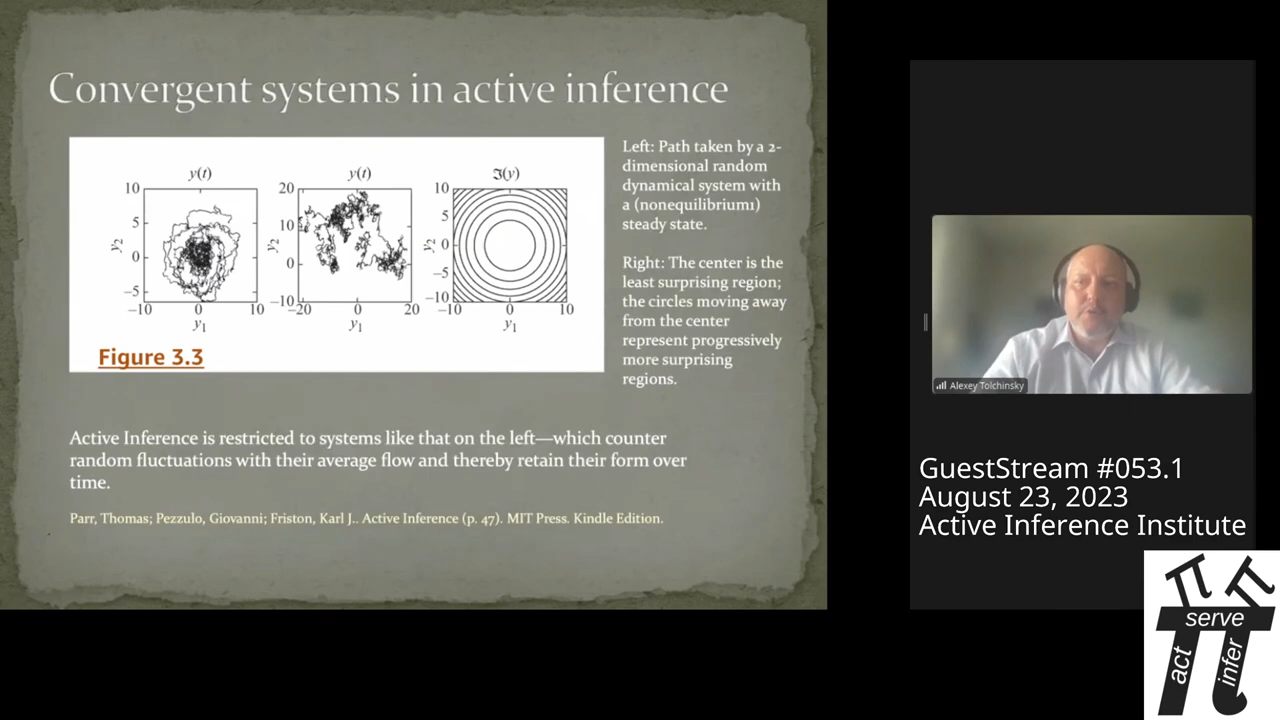 Convergent systems in active inference
y(t)
y(t)
ℑ(y)
10
5
0
−5
−10
0
10
y₂
y₁
20
10
0
−10
−20
0
20
y₂
y₁
10
5
0
−5
−10
−10
0
10
y₂
y₁
Figure 3.3
Left: Path taken by a 2-
dimensional random
dynamical system with
a (nonequilibrium1)
steady state.
Right: The center is the
least surprising region;
the circles moving away
from the center
represent progressively
more surprising
regions.
Active Inference is restricted to systems like that on the left—which counter
random fluctuations with their average flow and thereby retain their form over
time.
Parr, Thomas; Pezzulo, Giovanni; Friston, Karl J.. Active Inference (p. 47). MIT Press. Kindle Edition.
Alexey Tolchinsky
GuestStream #053.1
August 23, 2023
Active Inference Institute
serve
act
infer